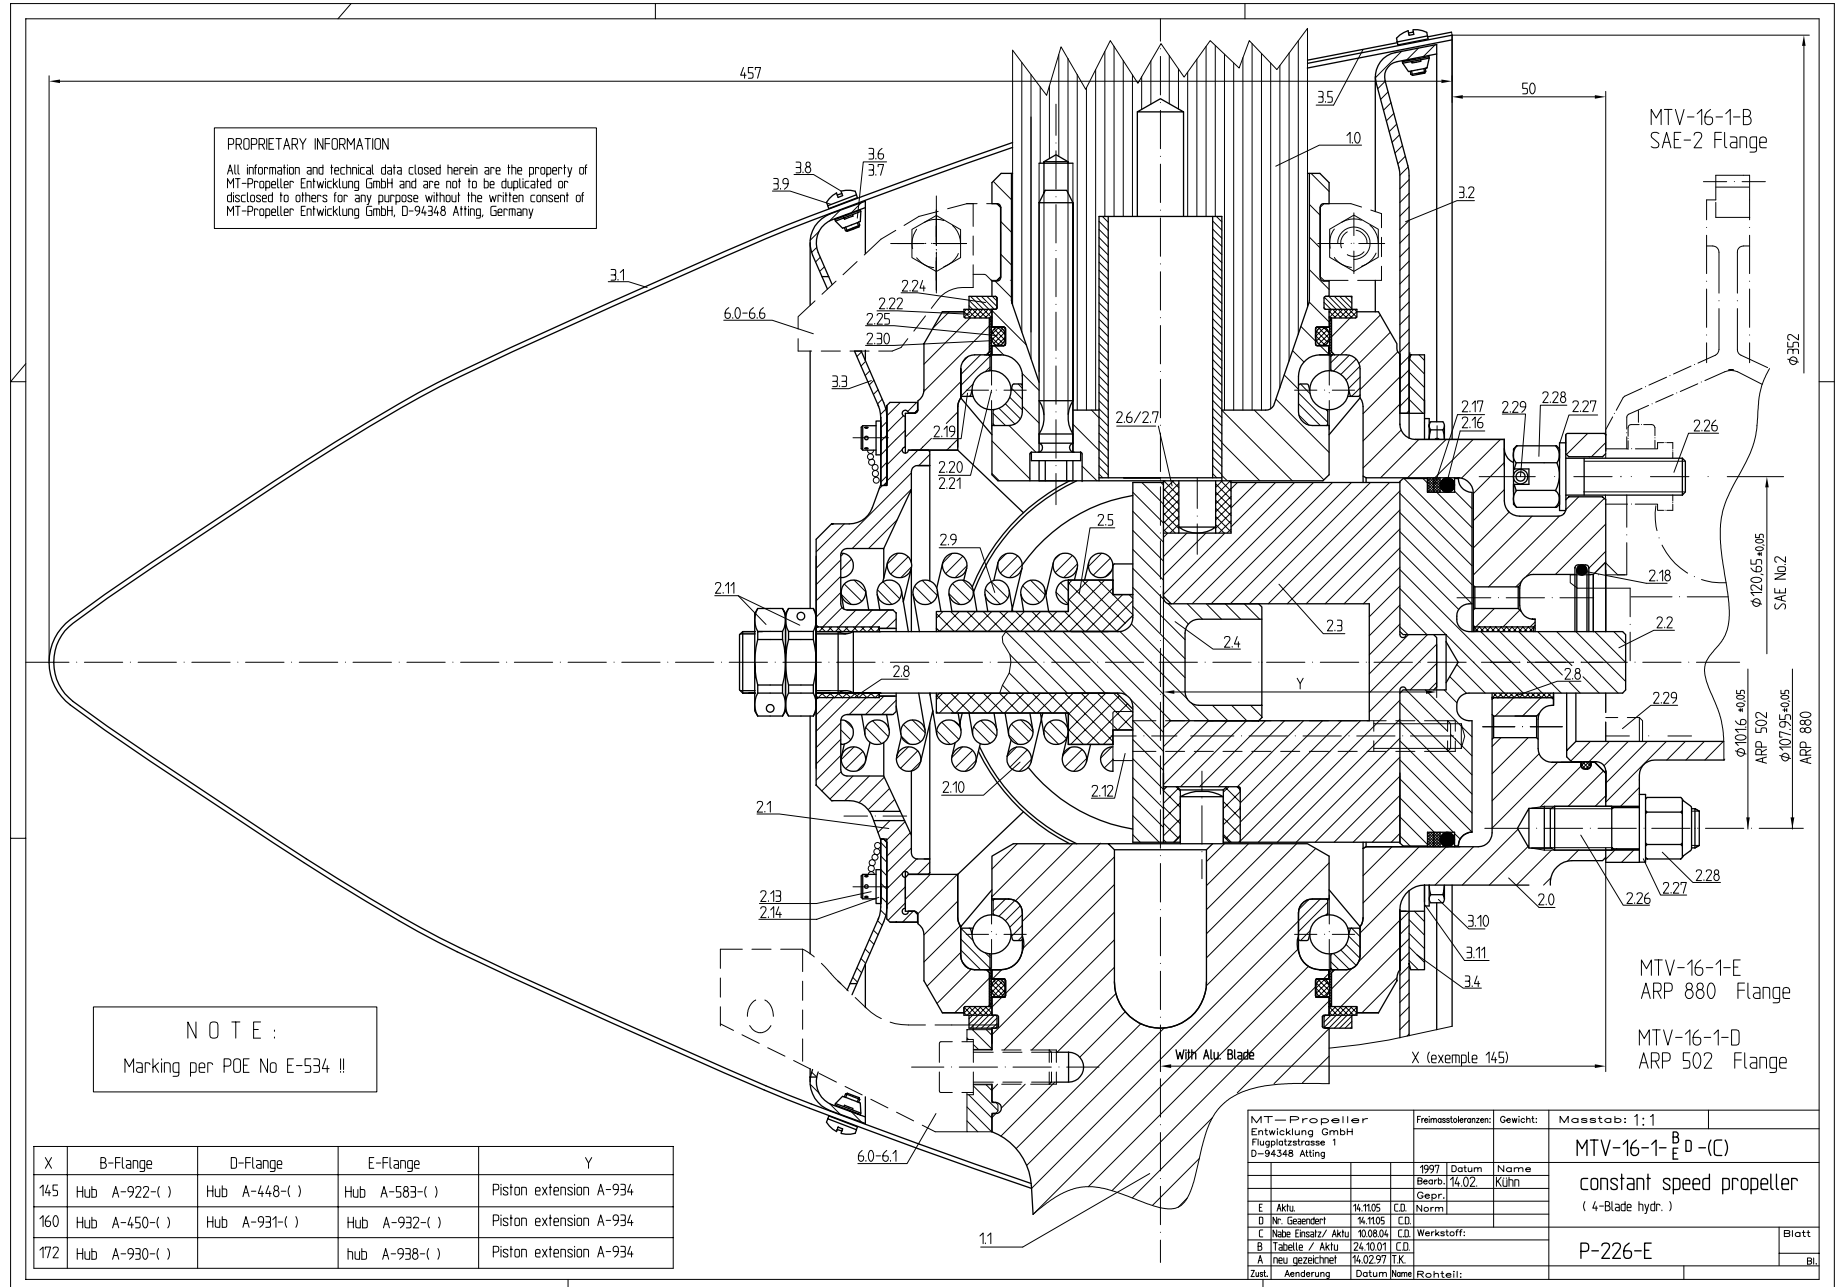 457
50
MTV-16-1-B
SAE-2 Flange
PROPRIETARY INFORMATION
All information and technical data closed herein are the property of
MT-Propeller Entwicklung GmbH and are not to be duplicated or
disclosed to others for any purpose without the written consent of
MT-Propeller Entwicklung GmbH, D-94348 Atting, Germany
3.5
1.0
3.6
3.7
3.8
3.9
3.2
3.1
2.24
2.22
2.25
2.30
6.0-6.6
3.3
⌀352
2.6/2.7
2.17
2.16
2.29
2.28
2.27
2.26
2.19
2.20
2.21
2.5
2.9
2.11
2.18
2.3
2.4
2.2
⌀120,65 ±0,05
SAE No.2
2.8
Y
2.8
2.29
⌀101.6 ±0,05
ARP 502
⌀107.95 ±0,05
ARP 880
2.10
2.12
2.1
2.13
2.14
2.28
2.27
2.26
2.0
3.10
3.11
3.4
MTV-16-1-E
ARP 880 Flange
MTV-16-1-D
ARP 502 Flange
With Alu. Blade
X (exemple 145)
NOTE:
Marking per POE No E-534 !!
6.0-6.1
1.1
X B-Flange D-Flange E-Flange Y
145 Hub A-922-( ) Hub A-448-( ) Hub A-583-( ) Piston extension A-934
160 Hub A-450-( ) Hub A-931-( ) Hub A-932-( ) Piston extension A-934
172 Hub A-930-( ) hub A-938-( ) Piston extension A-934
MT-Propeller
Entwicklung GmbH
Flugplatzstrasse 1
D-94348 Atting
Freimasstoleranzen: Gewicht: Masstab: 1:1
MTV-16-1-B/E D -(C)
1997 Datum Name
Bearb. 14.02. Kühn
Gepr.
Norm
constant speed propeller
( 4-Blade hydr. )
E Aktu. 14.11.05 C.D.
D Nr. Geaendert 14.11.05 C.D.
C Nabe Einsatz/ Aktu 10.08.04 C.D.
B Tabelle / Aktu 24.10.01 C.D.
A neu gezeichnet 14.02.97 T.K.
Zust. Aenderung Datum Name
Werkstoff:
Rohteil:
P-226-E
Blatt
Bl.